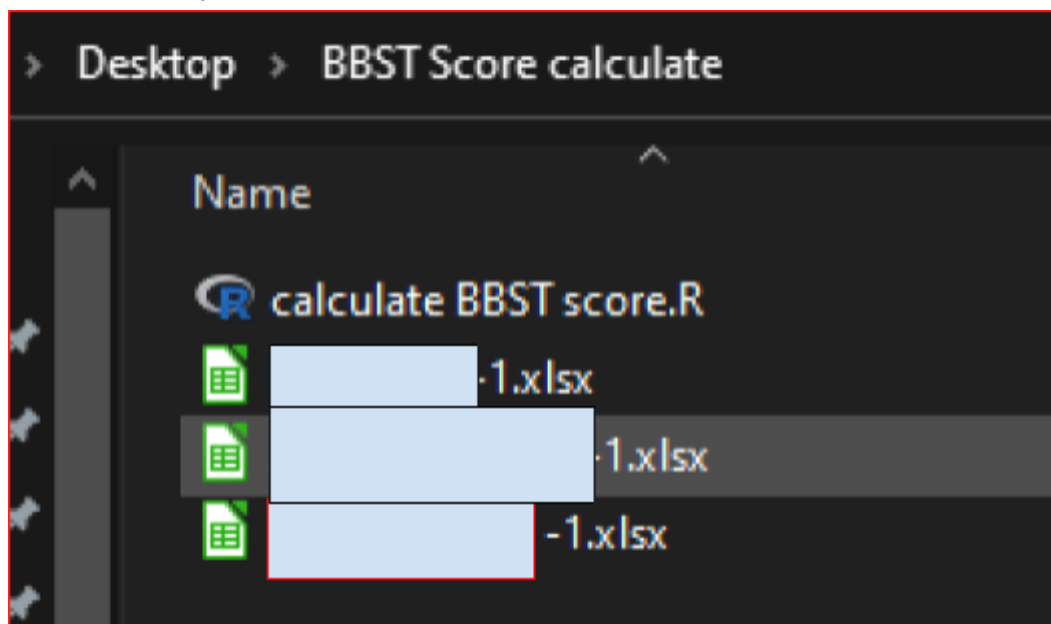 › Desktop › BBST Score calculate
Name
calculate BBST score.R
-1.xlsx
-1.xlsx
-1.xlsx